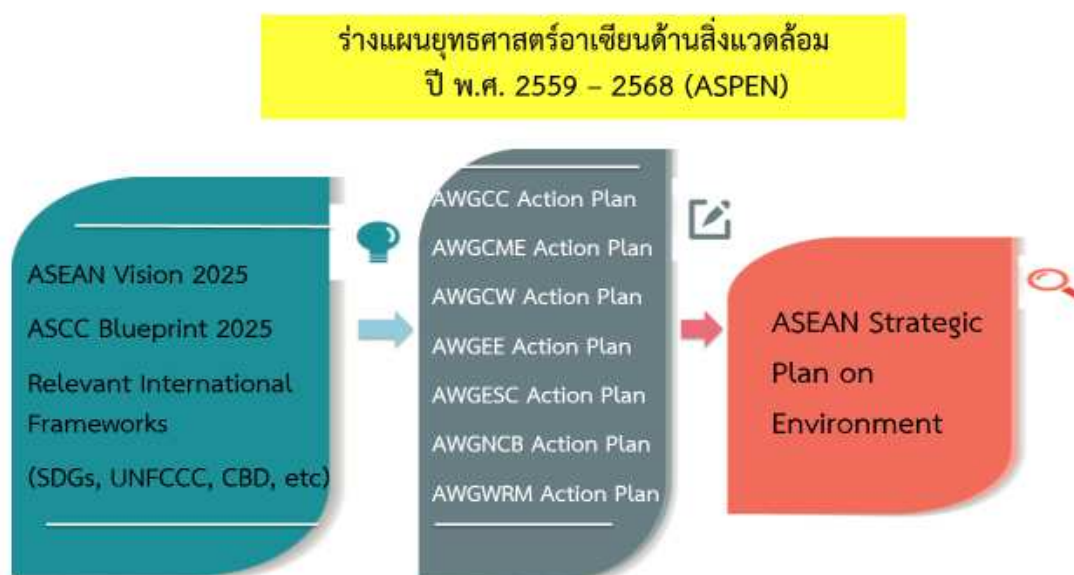 ร่างแผนยุทธศาสตร์อาเซียนด้านสิ่งแวดล้อม
ปี พ.ศ. 2559 – 2568 (ASPEN)
ASEAN Vision 2025
ASCC Blueprint 2025
Relevant International
Frameworks
(SDGs, UNFCCC, CBD, etc)
AWGCC Action Plan
AWGCME Action Plan
AWGCW Action Plan
AWGEE Action Plan
AWGESC Action Plan
AWGNCB Action Plan
AWGWRM Action Plan
ASEAN Strategic
Plan on
Environment